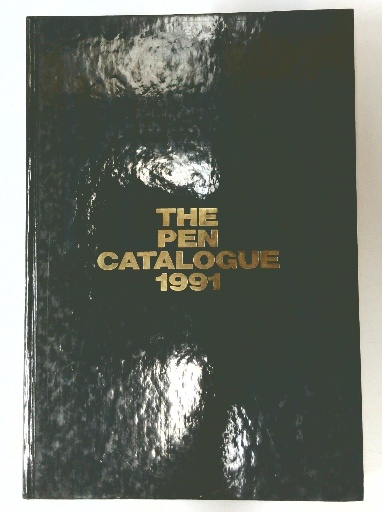 THE
PEN
CATALOGUE
1991